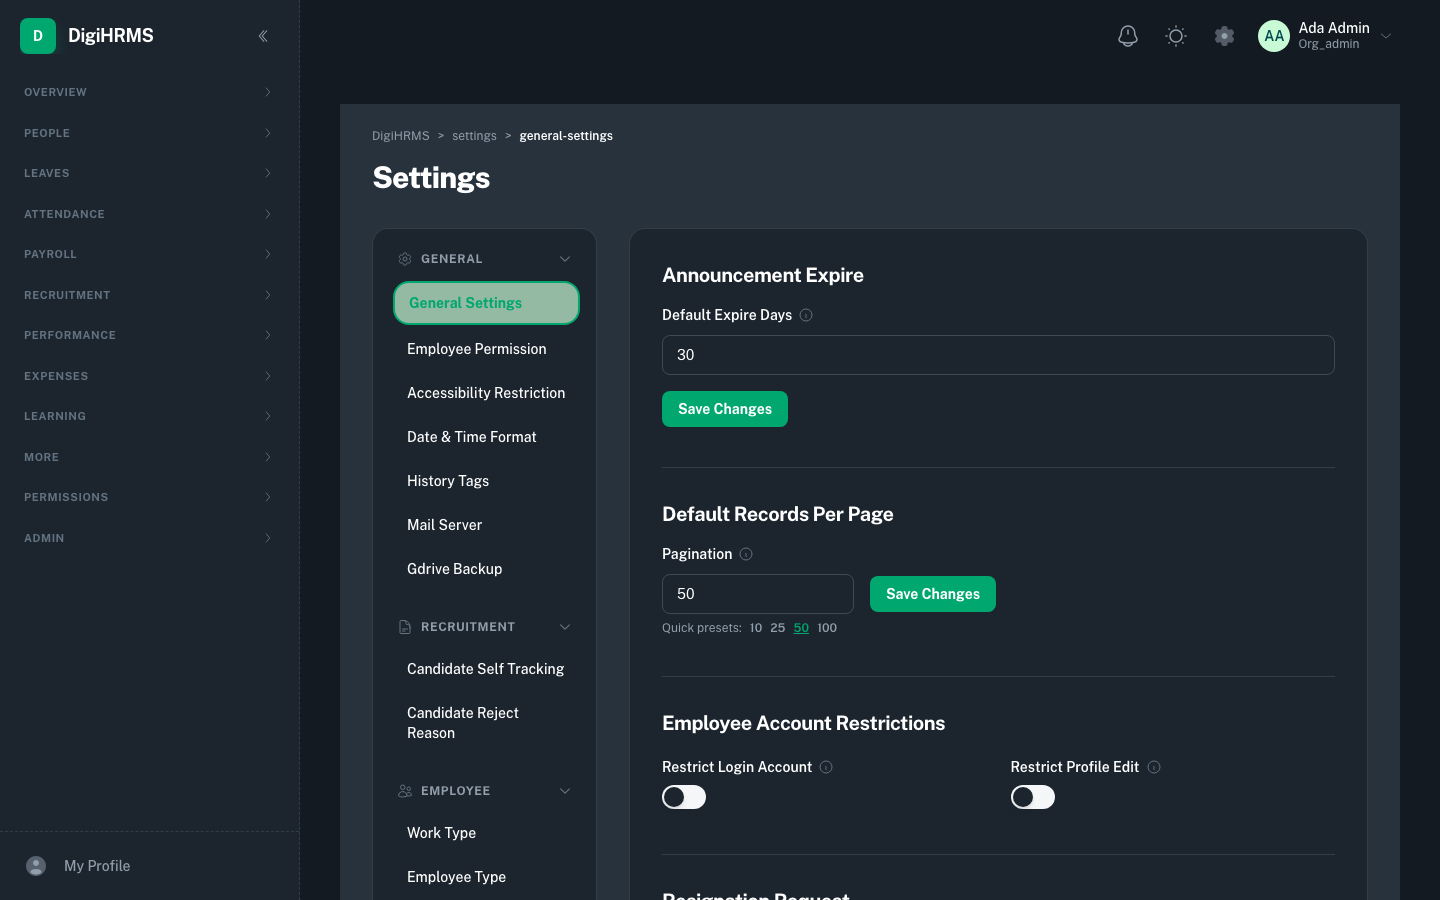 D
DigiHRMS
Ada Admin
Org_admin
AA
OVERVIEW
PEOPLE
LEAVES
ATTENDANCE
PAYROLL
RECRUITMENT
PERFORMANCE
EXPENSES
LEARNING
MORE
PERMISSIONS
ADMIN
My Profile
DigiHRMS > settings > general-settings
Settings
GENERAL
General Settings
Employee Permission
Accessibility Restriction
Date & Time Format
History Tags
Mail Server
Gdrive Backup
RECRUITMENT
Candidate Self Tracking
Candidate Reject
Reason
EMPLOYEE
Work Type
Employee Type
Announcement Expire
Default Expire Days
30
Save Changes
Default Records Per Page
Pagination
50
Save Changes
Quick presets: 10 25 50 100
Employee Account Restrictions
Restrict Login Account
Restrict Profile Edit
Resignation Request